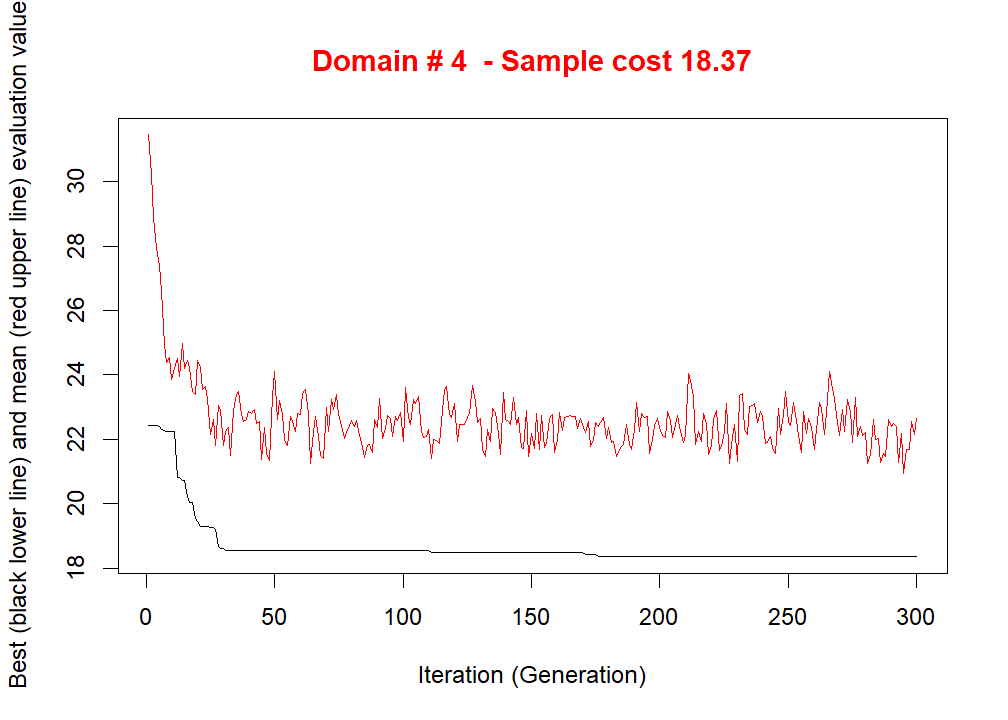 Domain # 4  - Sample cost 18.37
Best (black lower line) and mean (red upper line) evaluation value
30
28
26
24
22
20
18
0 50 100 150 200 250 300
Iteration (Generation)